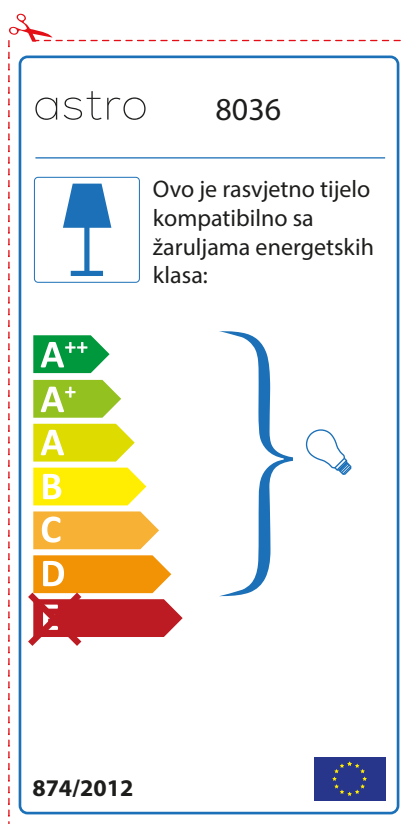 astro 8036
Ovo je rasvjetno tijelo
kompatibilno sa
žaruljama energetskih
klasa:
A++
A+
A
B
C
D
E
874/2012